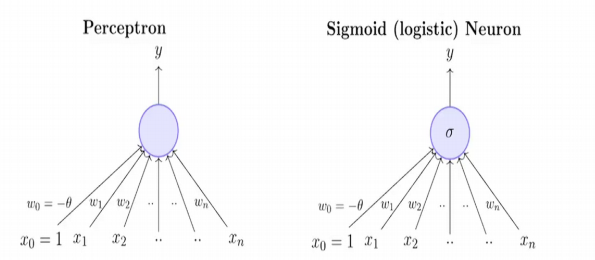 Perceptron
y
w₀ = −θ w₁ w₂ .. .. wₙ
x₀ = 1 x₁ x₂ .. .. xₙ
Sigmoid (logistic) Neuron
y
σ
w₀ = −θ w₁ w₂ .. .. wₙ
x₀ = 1 x₁ x₂ .. .. xₙ